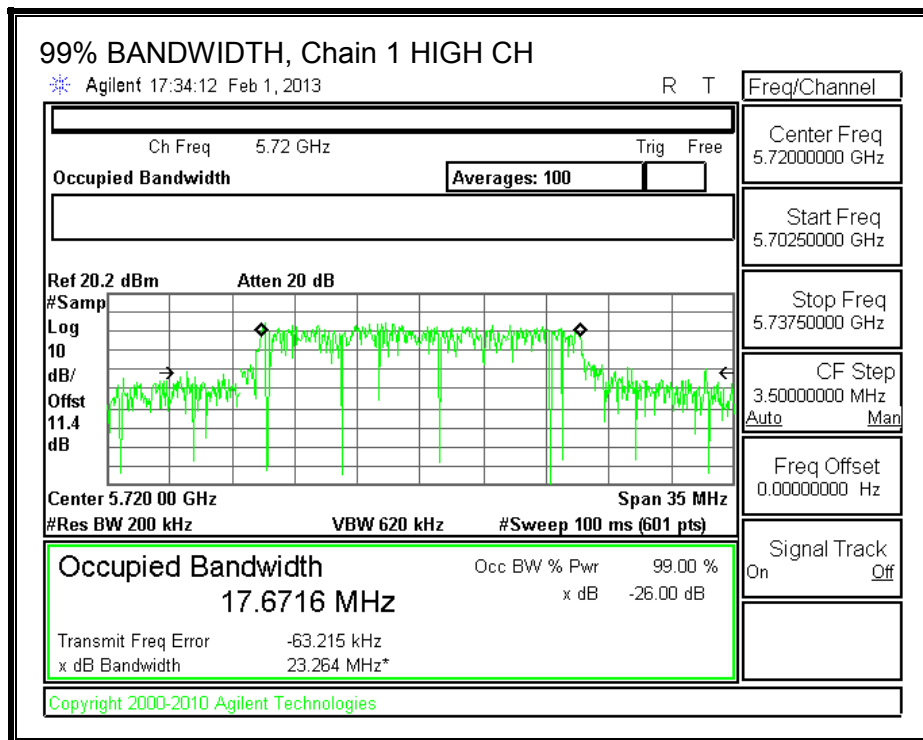 99% BANDWIDTH, Chain 1 HIGH CH
Agilent 17:34:12 Feb 1, 2013 R T
Freq/Channel
Ch Freq 5.72 GHz Trig Free
Occupied Bandwidth Averages: 100
Center Freq
5.72000000 GHz
Start Freq
5.70250000 GHz
Stop Freq
5.73750000 GHz
CF Step
3.50000000 MHz
Auto Man
Freq Offset
0.00000000 Hz
Signal Track
On Off
Ref 20.2 dBm Atten 20 dB
#Samp
Log
10
dB/
Offst
11.4
dB
Center 5.720 00 GHz Span 35 MHz
#Res BW 200 kHz VBW 620 kHz #Sweep 100 ms (601 pts)
Occupied Bandwidth Occ BW % Pwr 99.00 %
17.6716 MHz x dB -26.00 dB
Transmit Freq Error -63.215 kHz
x dB Bandwidth 23.264 MHz*
Copyright 2000-2010 Agilent Technologies